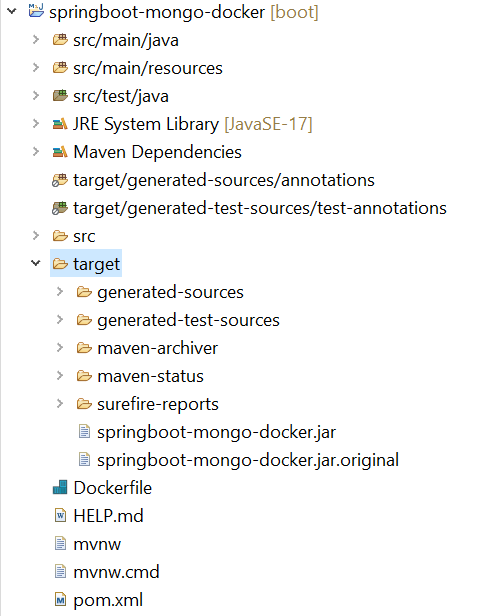 springboot-mongo-docker [boot]
src/main/java
src/main/resources
src/test/java
JRE System Library [JavaSE-17]
Maven Dependencies
target/generated-sources/annotations
target/generated-test-sources/test-annotations
src
target
generated-sources
generated-test-sources
maven-archiver
maven-status
surefire-reports
springboot-mongo-docker.jar
springboot-mongo-docker.jar.original
Dockerfile
HELP.md
mvnw
mvnw.cmd
pom.xml